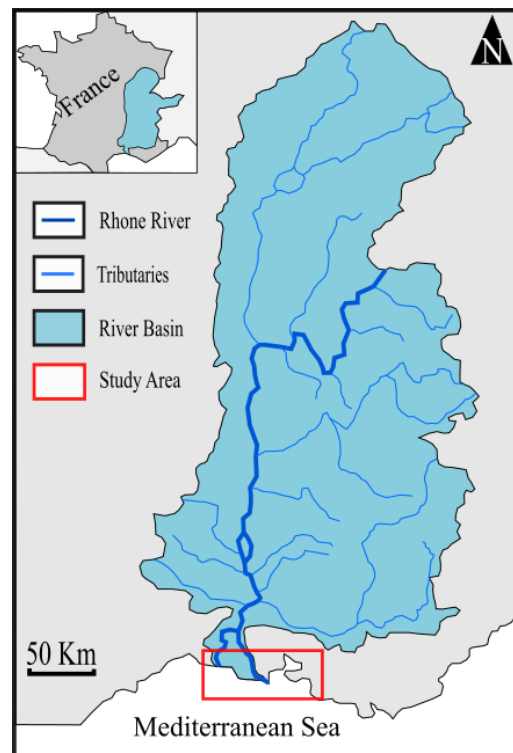 France
N
Rhone River
Tributaries
River Basin
Study Area
50 Km
Mediterranean Sea